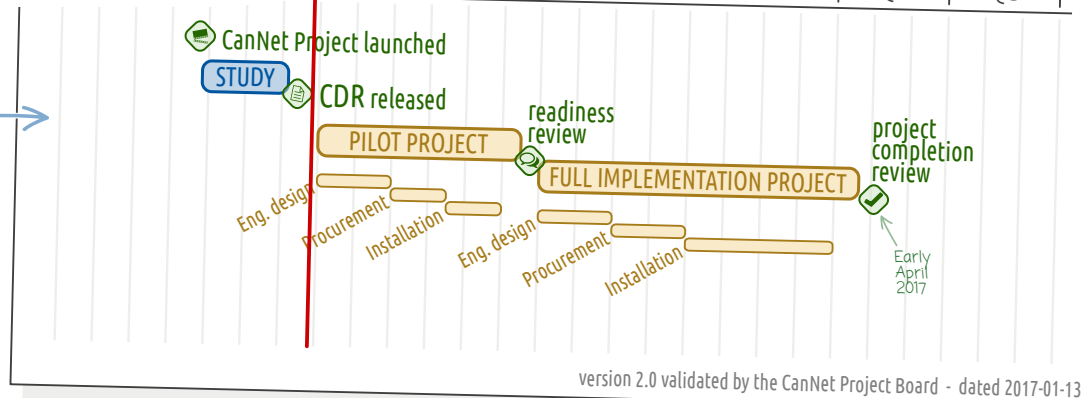 CanNet Project launched
STUDY
CDR released
readiness
review
PILOT PROJECT
project
completion
review
FULL IMPLEMENTATION PROJECT
Eng. design
Procurement
Installation
Eng. design
Procurement
Installation
Early
April
2017
version 2.0 validated by the CanNet Project Board - dated 2017-01-13